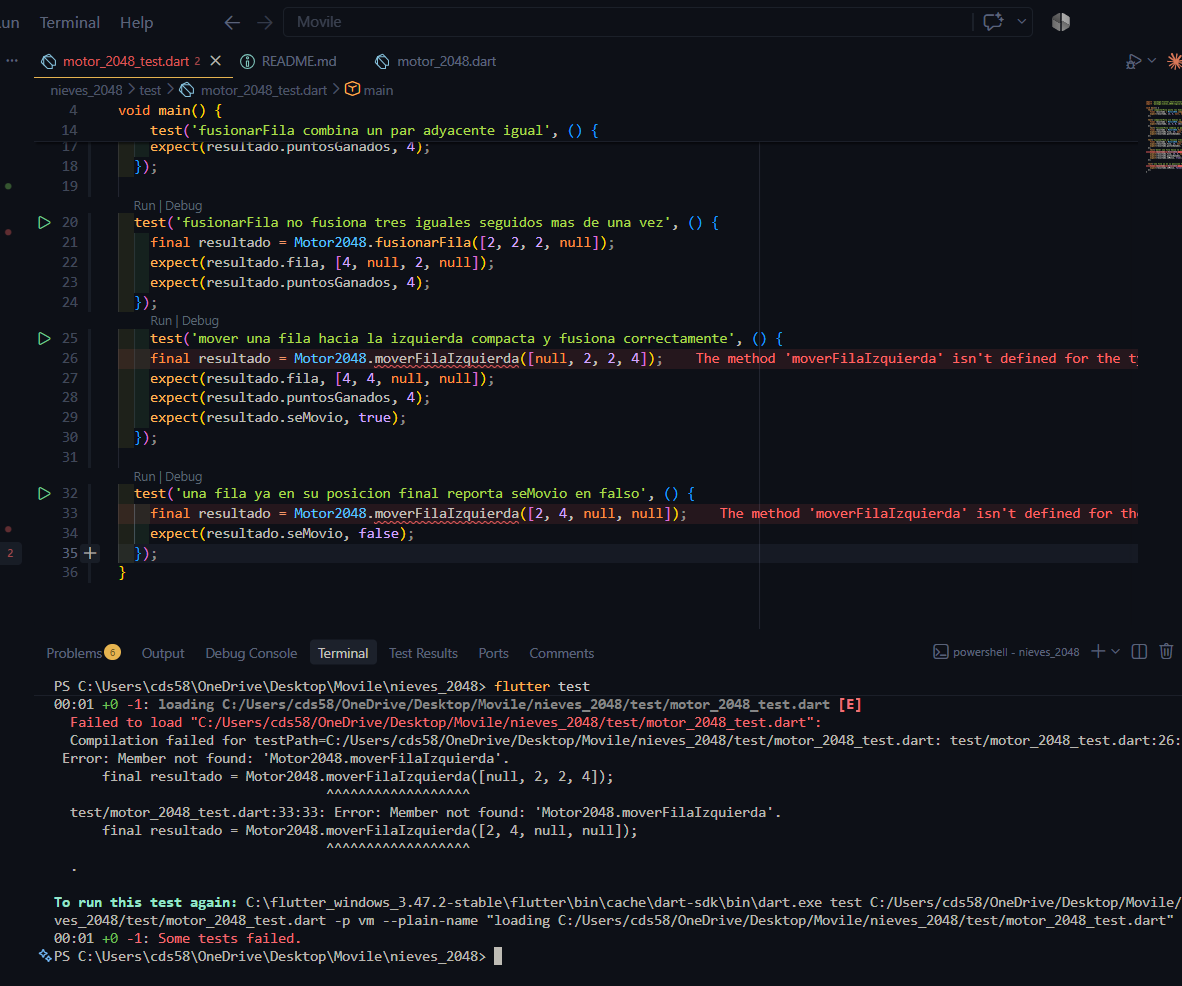 un Terminal Help
Movile
motor_2048_test.dart 2
README.md
motor_2048.dart
nieves_2048 > test > motor_2048_test.dart > main
4 void main() {
14 test('fusionarFila combina un par adyacente igual', () {
17 expect(resultado.puntosGanados, 4);
18 });
19
Run | Debug
20 test('fusionarFila no fusiona tres iguales seguidos mas de una vez', () {
21 final resultado = Motor2048.fusionarFila([2, 2, 2, null]);
22 expect(resultado.fila, [4, null, 2, null]);
23 expect(resultado.puntosGanados, 4);
24 });
Run | Debug
25 test('mover una fila hacia la izquierda compacta y fusiona correctamente', () {
26 final resultado = Motor2048.moverFilaIzquierda([null, 2, 2, 4]); The method 'moverFilaIzquierda' isn't defined for the ty
27 expect(resultado.fila, [4, 4, null, null]);
28 expect(resultado.puntosGanados, 4);
29 expect(resultado.seMovio, true);
30 });
31
Run | Debug
32 test('una fila ya en su posicion final reporta seMovio en falso', () {
33 final resultado = Motor2048.moverFilaIzquierda([2, 4, null, null]); The method 'moverFilaIzquierda' isn't defined for the
34 expect(resultado.seMovio, false);
2 35 });
36 }
Problems 6 Output Debug Console Terminal Test Results Ports Comments
powershell - nieves_2048
PS C:\Users\cds58\OneDrive\Desktop\Movile\nieves_2048> flutter test
00:01 +0 -1: loading C:/Users/cds58/OneDrive/Desktop/Movile/nieves_2048/test/motor_2048_test.dart [E]
Failed to load "C:/Users/cds58/OneDrive/Desktop/Movile/nieves_2048/test/motor_2048_test.dart":
Compilation failed for testPath=C:/Users/cds58/OneDrive/Desktop/Movile/nieves_2048/test/motor_2048_test.dart: test/motor_2048_test.dart:26:
Error: Member not found: 'Motor2048.moverFilaIzquierda'.
final resultado = Motor2048.moverFilaIzquierda([null, 2, 2, 4]);
^^^^^^^^^^^^^^^^^^
test/motor_2048_test.dart:33:33: Error: Member not found: 'Motor2048.moverFilaIzquierda'.
final resultado = Motor2048.moverFilaIzquierda([2, 4, null, null]);
^^^^^^^^^^^^^^^^^^
.
To run this test again: C:\flutter_windows_3.47.2-stable\flutter\bin\cache\dart-sdk\bin\dart.exe test C:/Users/cds58/OneDrive/Desktop/Movile/
ves_2048/test/motor_2048_test.dart -p vm --plain-name "loading C:/Users/cds58/OneDrive/Desktop/Movile/nieves_2048/test/motor_2048_test.dart"
00:01 +0 -1: Some tests failed.
PS C:\Users\cds58\OneDrive\Desktop\Movile\nieves_2048>